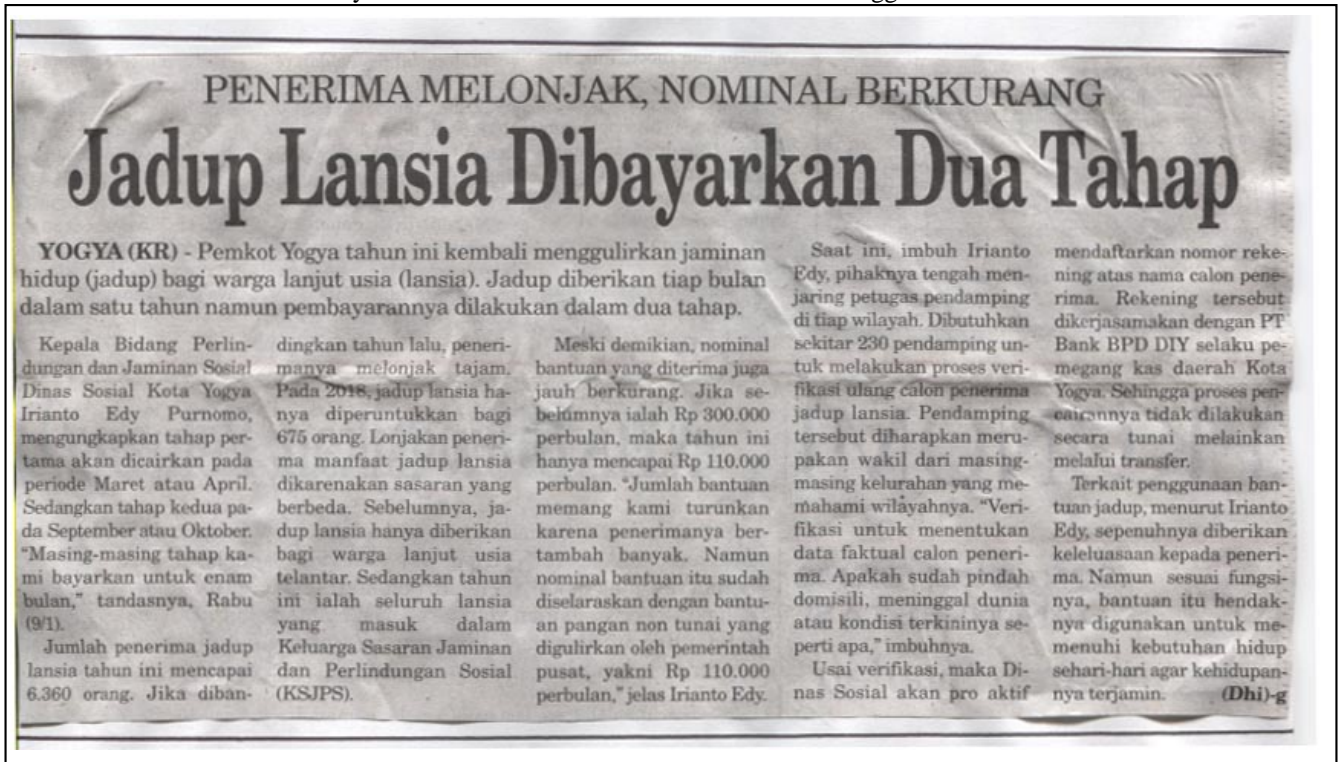 PENERIMA MELONJAK, NOMINAL BERKURANG
Jadup Lansia Dibayarkan Dua Tahap
YOGYA (KR) - Pemkot Yogya tahun ini kembali menggulirkan jaminan
hidup (jadup) bagi warga lanjut usia (lansia). Jadup diberikan tiap bulan
dalam satu tahun namun pembayarannya dilakukan dalam dua tahap.
Kepala Bidang Perlin-
dungan dan Jaminan Sosial
Dinas Sosial Kota Yogya
Irianto Edy Purnomo,
mengungkapkan tahap per-
tama akan dicairkan pada
periode Maret atau April.
Sedangkan tahap kedua pa-
da September atau Oktober.
“Masing-masing tahap ka-
mi bayarkan untuk enam
bulan,” tandasnya, Rabu
(9/1).
Jumlah penerima jadup
lansia tahun ini mencapai
6.360 orang. Jika diban-
dingkan tahun lalu, peneri-
manya melonjak tajam.
Pada 2018, jadup lansia ha-
nya diperuntukkan bagi
675 orang. Lonjakan peneri-
ma manfaat jadup lansia
dikarenakan sasaran yang
berbeda. Sebelumnya, ja-
dup lansia hanya diberikan
bagi warga lanjut usia
telantar. Sedangkan tahun
ini ialah seluruh lansia
yang masuk dalam
Keluarga Sasaran Jaminan
dan Perlindungan Sosial
(KSJPS).
Meski demikian, nominal
bantuan yang diterima juga
jauh berkurang. Jika se-
belumnya ialah Rp 300.000
perbulan, maka tahun ini
hanya mencapai Rp 110.000
perbulan. “Jumlah bantuan
memang kami turunkan
karena penerimanya ber-
tambah banyak. Namun
nominal bantuan itu sudah
diselaraskan dengan bantu-
an pangan non tunai yang
digulirkan oleh pemerintah
pusat, yakni Rp 110.000
perbulan,” jelas Irianto Edy.
Saat ini, imbuh Irianto
Edy, pihaknya tengah men-
jaring petugas pendamping
di tiap wilayah. Dibutuhkan
sekitar 230 pendamping un-
tuk melakukan proses veri-
fikasi ulang calon penerima
jadup lansia. Pendamping
tersebut diharapkan meru-
pakan wakil dari masing-
masing kelurahan yang me-
mahami wilayahnya. “Veri-
fikasi untuk menentukan
data faktual calon peneri-
ma. Apakah sudah pindah
domisili, meninggal dunia
atau kondisi terkininya se-
perti apa,” imbuhnya.
Usai verifikasi, maka Di-
nas Sosial akan pro aktif
mendaftarkan nomor reke-
ning atas nama calon pene-
rima. Rekening tersebut
dikerjasamakan dengan PT
Bank BPD DIY selaku pe-
megang kas daerah Kota
Yogya. Sehingga proses pen-
cairannya tidak dilakukan
secara tunai melainkan
melalui transfer.
Terkait penggunaan ban-
tuan jadup, menurut Irianto
Edy, sepenuhnya diberikan
keleluasaan kepada peneri-
ma. Namun sesuai fungsi-
nya, bantuan itu hendak-
nya digunakan untuk me-
menuhi kebutuhan hidup
sehari-hari agar kehidupan-
nya terjamin. (Dhi)-g